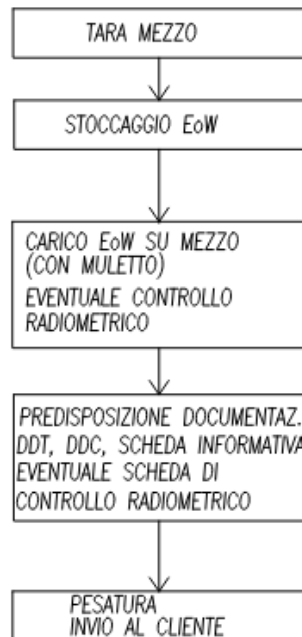 TARA MEZZO
STOCCAGGIO EoW
CARICO EoW SU MEZZO
(CON MULETTO)
EVENTUALE CONTROLLO
RADIOMETRICO
PREDISPOSIZIONE DOCUMENTAZ.
DDT, DDC, SCHEDA INFORMATIVA
EVENTUALE SCHEDA DI
CONTROLLO RADIOMETRICO
PESATURA
INVIO AL CLIENTE